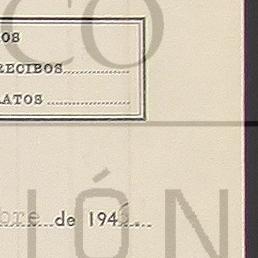 CO
OS
RECIBOS
ATOS
bre de 194
IÓN